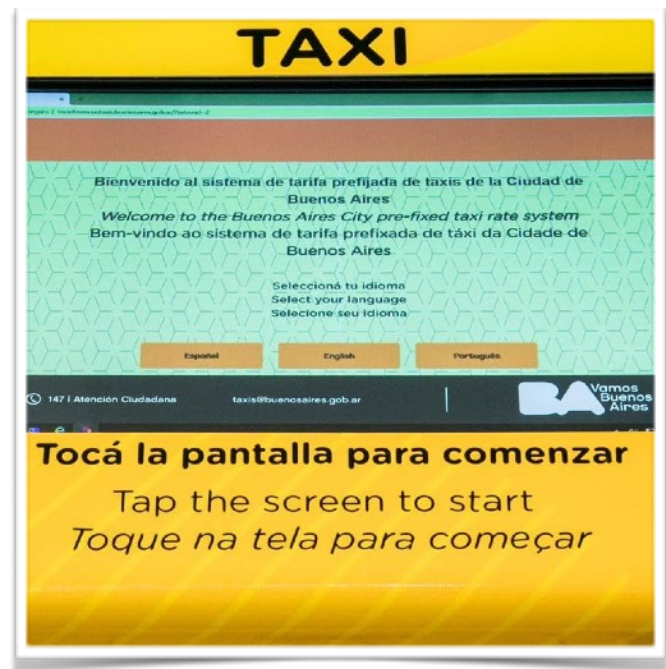 TAXI
Bienvenido al sistema de tarifa prefijada de taxis de la Ciudad de
Buenos Aires
Welcome to the Buenos Aires City pre-fixed taxi rate system
Bem-vindo ao sistema de tarifa prefixada de táxi da Cidade de
Buenos Aires
Seleccioná tu idioma
Select your language
Selecione seu idioma
Español English Português
147 | Atención Ciudadana taxis@buenosaires.gob.ar BA Vamos
Buenos
Aires
Tocá la pantalla para comenzar
Tap the screen to start
Toque na tela para começar